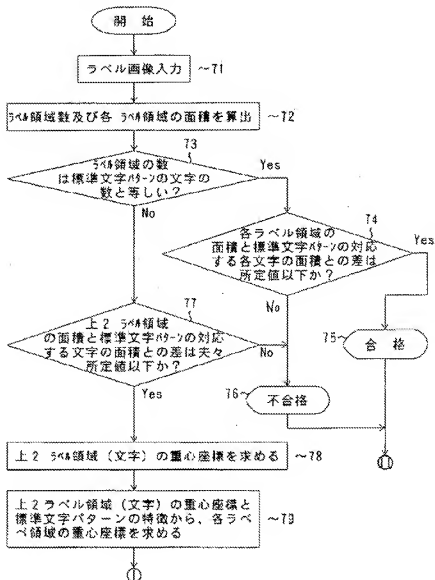 開 始
ラベル画像入力 ~71
ラベル領域数及び各 ラベル領域の面積を算出 ~72
73
ラベル領域の数
は標準文字パターンの文字の
数と等しい?
Yes
No
74
各ラベル領域の
面積と標準文字パターンの対応
する各文字の面積との差は
所定値以下か?
Yes
No
77
上2 ラベル領域
の面積と標準文字パターンの対応
する文字の面積との差は夫々
所定値以下か?
No
Yes
75~
合 格
76~
不合格
上2 ラベル領域(文字)の重心座標を求める ~78
上2ラベル領域(文字)の重心座標と
標準文字パターンの特徴から、各ラベ
ベ領域の重心座標を求める
~79